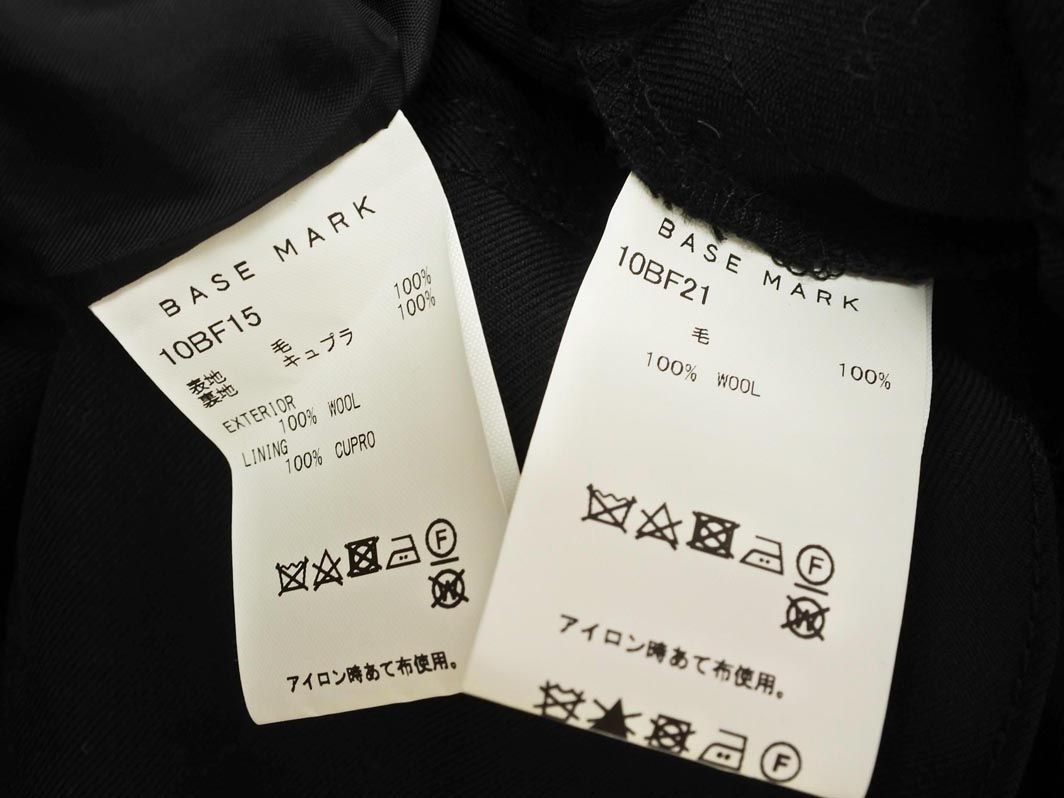 BASE MARK
10BF15
表地 毛 100%
裏地 キュプラ 100%
EXTERIOR
100% WOOL
LINING
100% CUPRO
F
W
アイロン時あて布使用。
BASE MARK
10BF21
毛 100%
100% WOOL
F
W
アイロン時あて布使用。
F